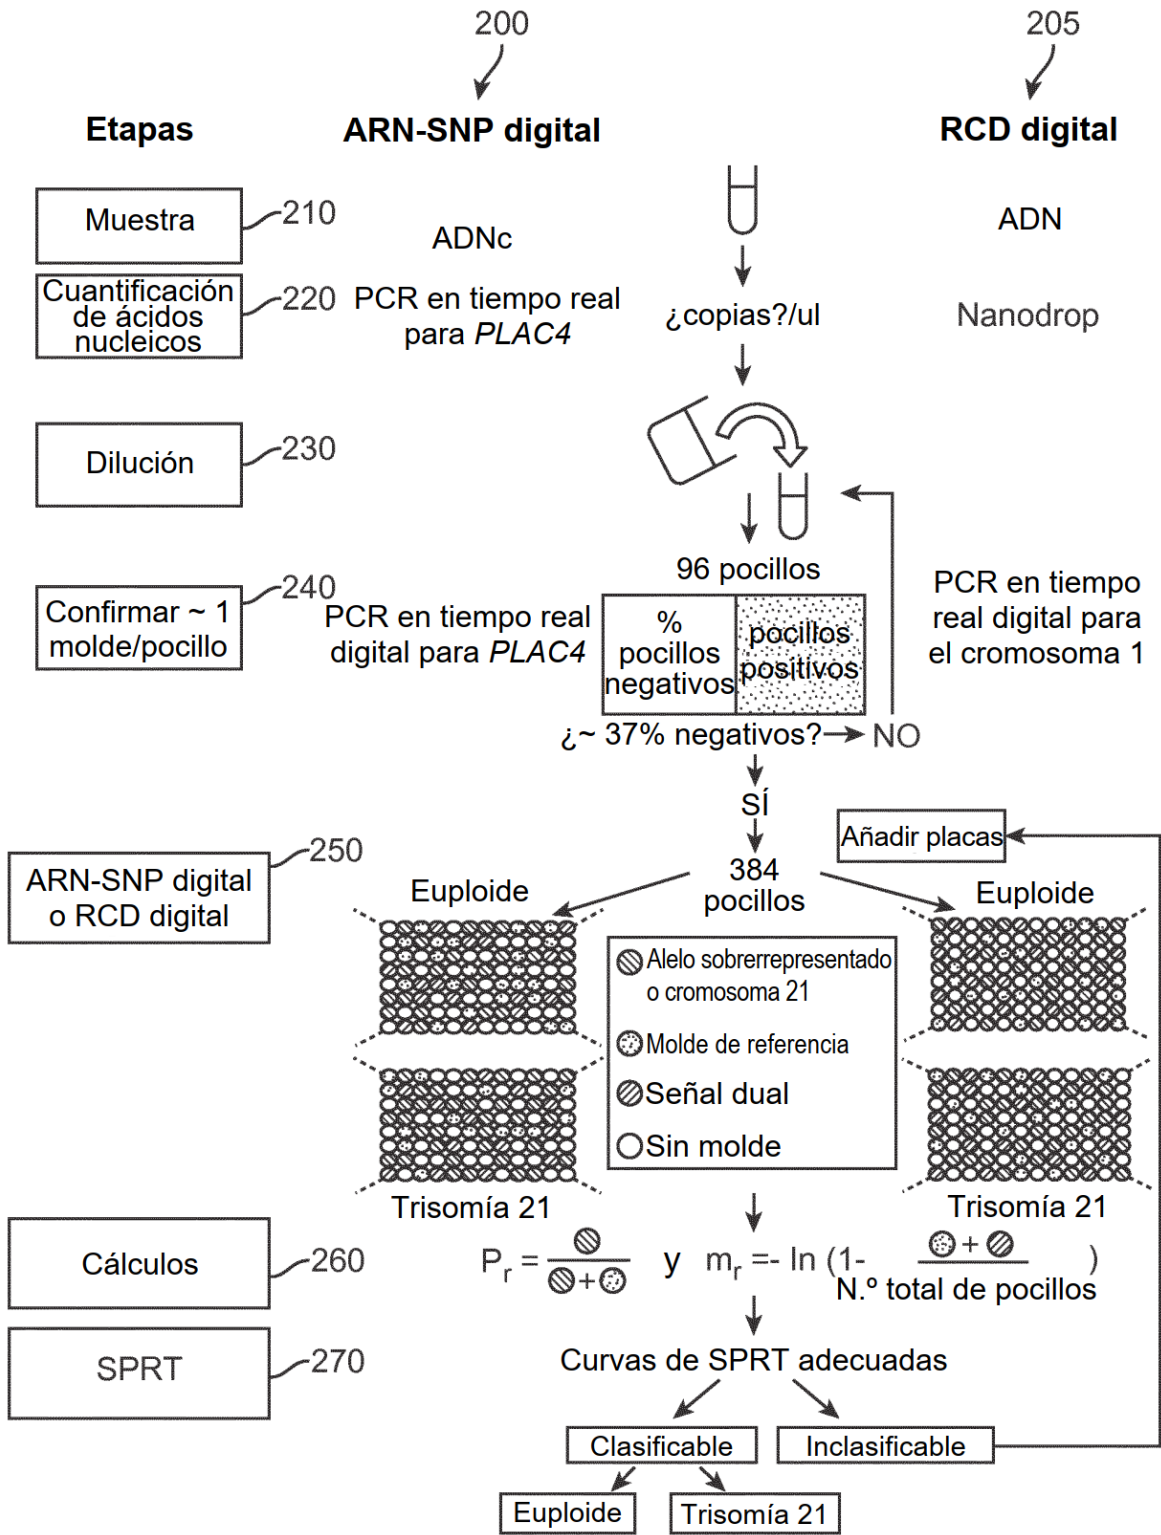 200
205
Etapas
ARN-SNP digital
RCD digital
Muestra
210
ADNc
ADN
Cuantificación
de ácidos
nucleicos
220
PCR en tiempo real
para PLAC4
¿copias?/ul
Nanodrop
Dilución
230
96 pocillos
Confirmar ~ 1
molde/pocillo
240
PCR en tiempo real
digital para PLAC4
%
pocillos
negativos
pocillos
positivos
PCR en tiempo
real digital para
el cromosoma 1
¿~ 37% negativos?
NO
SÍ
Añadir placas
384
pocillos
ARN-SNP digital
o RCD digital
250
Euploide
Euploide
Alelo sobrerrepresentado
o cromosoma 21
Molde de referencia
Señal dual
Sin molde
Trisomía 21
Trisomía 21
Cálculos
260
Pr = + y mr =- ln (1- + )
N.º total de pocillos
SPRT
270
Curvas de SPRT adecuadas
Clasificable
Inclasificable
Euploide
Trisomía 21